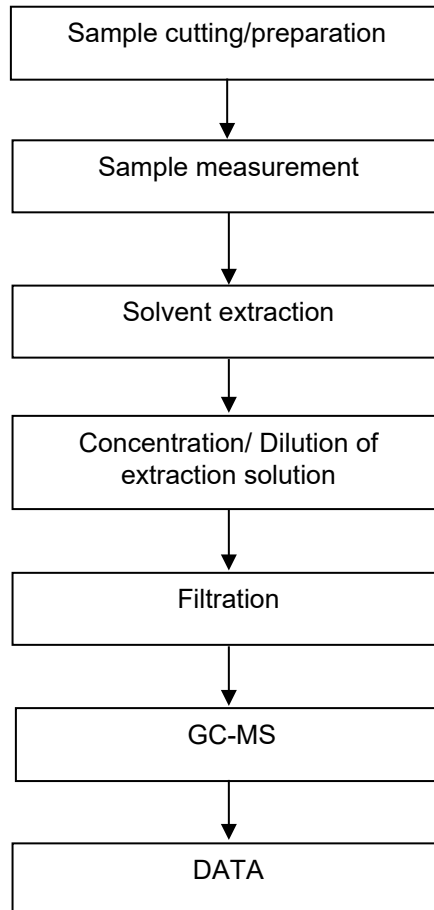 Sample cutting/preparation
Sample measurement
Solvent extraction
Concentration/ Dilution of
extraction solution
Filtration
GC-MS
DATA